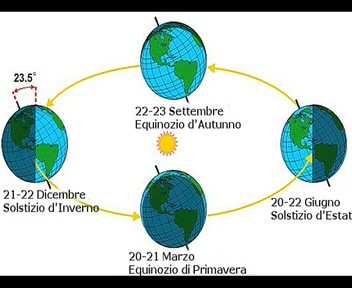 23.5°
22-23 Settembre
Equinozio d'Autunno
21-22 Dicembre
Solstizio d'Inverno
20-22 Giugno
Solstizio d'Estat
20-21 Marzo
Equinozio di Primavera